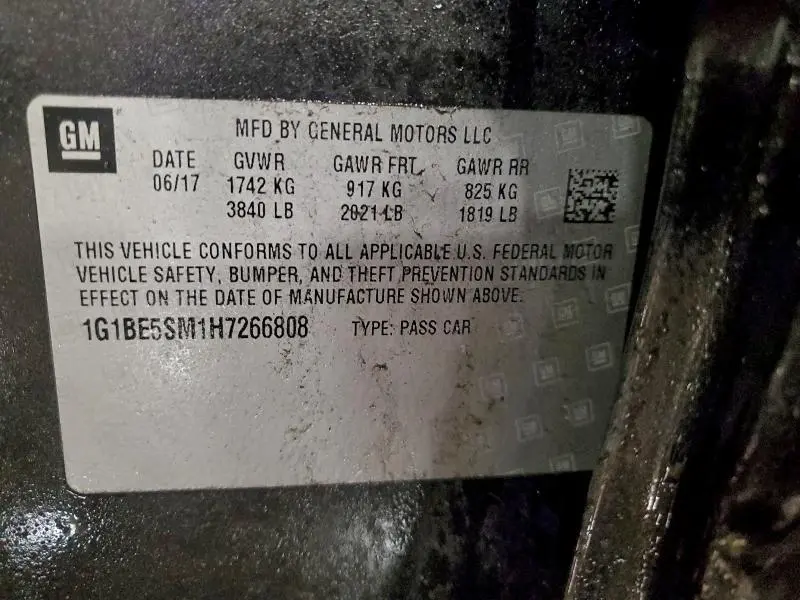 GM
MFD BY GENERAL MOTORS LLC
DATE GVWR GAWR FRT GAWR RR
06/17 1742 KG 917 KG 825 KG
3840 LB 2021 LB 1819 LB
THIS VEHICLE CONFORMS TO ALL APPLICABLE U.S. FEDERAL MOTOR
VEHICLE SAFETY, BUMPER, AND THEFT PREVENTION STANDARDS IN
EFFECT ON THE DATE OF MANUFACTURE SHOWN ABOVE.
1G1BE5SM1H7266808 TYPE: PASS CAR